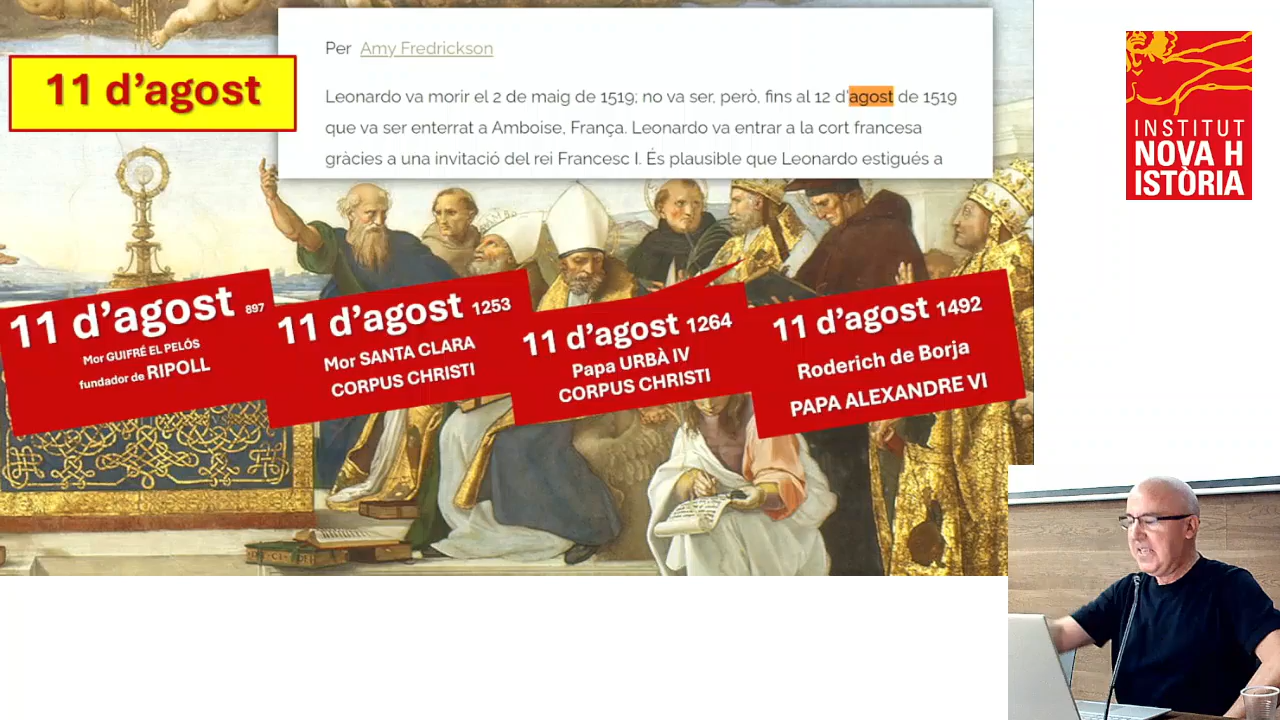 11 d'agost
Per Amy Fredrickson
Leonardo va morir el 2 de maig de 1519; no va ser, però, fins al 12 d'agost de 1519
que va ser enterrat a Amboise, França. Leonardo va entrar a la cort francesa
gràcies a una invitació del rei Francesc I. És plausible que Leonardo estigués a
INSTITUT
NOVA H
ISTÒRIA
11 d'agost 897
Mor GUIFRÉ EL PELÓS
fundador de RIPOLL
11 d'agost 1253
Mor SANTA CLARA
CORPUS CHRISTI
11 d'agost 1264
Papa URBÀ IV
CORPUS CHRISTI
11 d'agost 1492
Roderich de Borja
PAPA ALEXANDRE VI